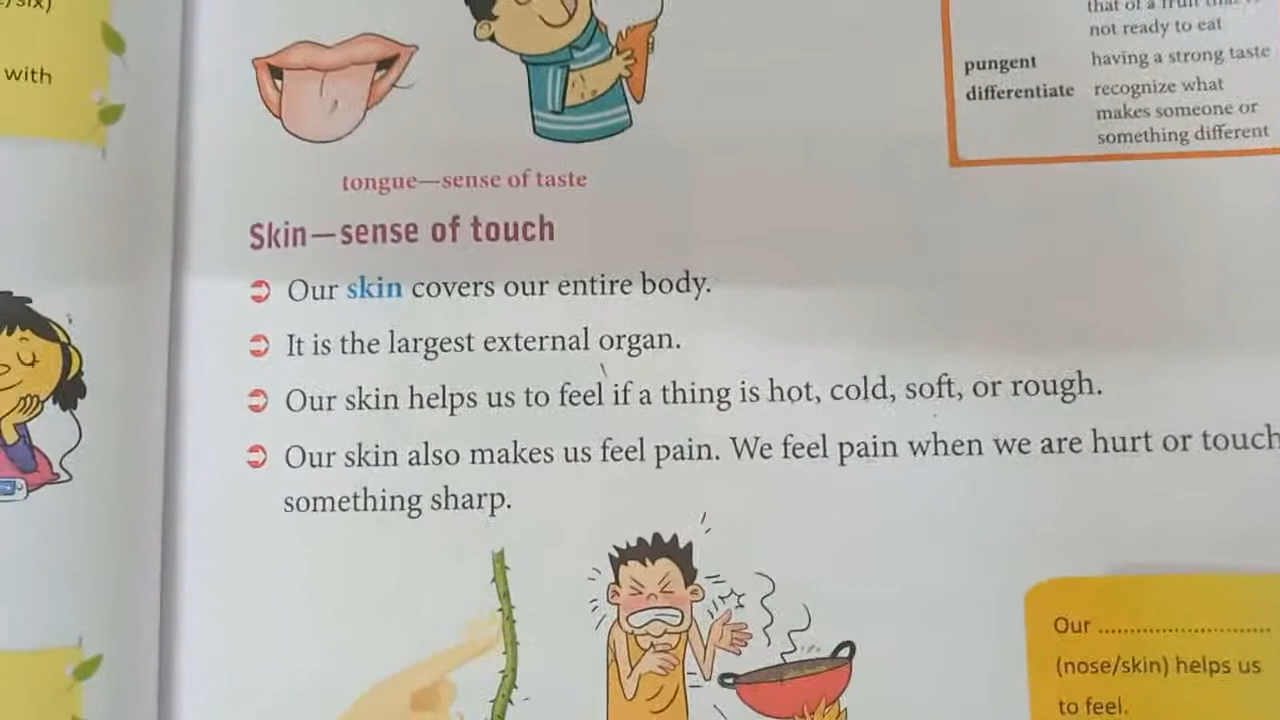 with
not ready to eat
pungent having a strong taste
differentiate recognize what
makes someone or
something different
tongue—sense of taste
Skin—sense of touch
Our skin covers our entire body.
It is the largest external organ.
Our skin helps us to feel if a thing is hot, cold, soft, or rough.
Our skin also makes us feel pain. We feel pain when we are hurt or touch
something sharp.
Our ..............................
(nose/skin) helps us
to feel.